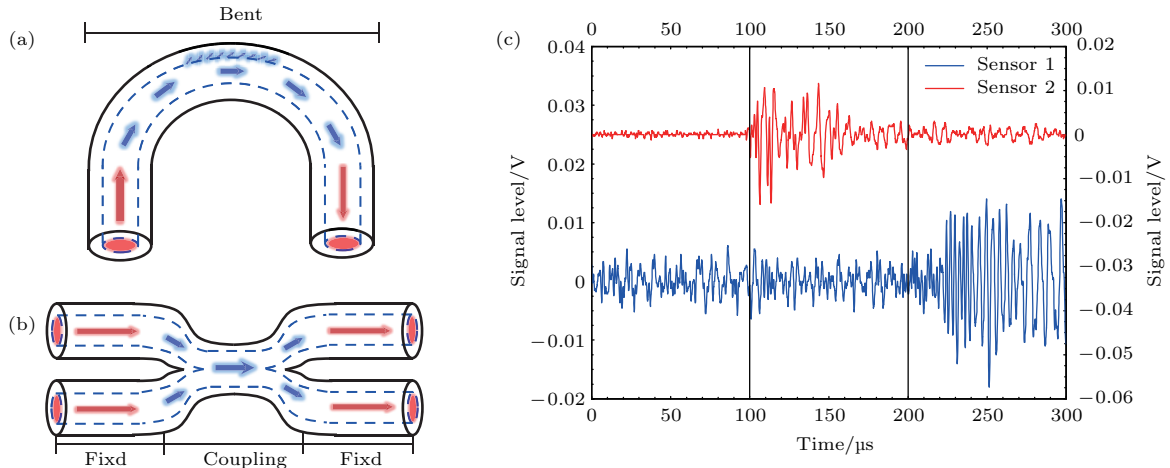 (a)
Bent
(b)
Fixd Coupling Fixd
(c)
0 50 100 150 200 250 300
Sensor 1
Sensor 2
0.04
0.03
0.02
0.01
0
−0.01
−0.02
Signal level/V
0.02
0.01
0
−0.01
−0.02
−0.03
−0.04
−0.05
−0.06
Signal level/V
0 50 100 150 200 250 300
Time/μs